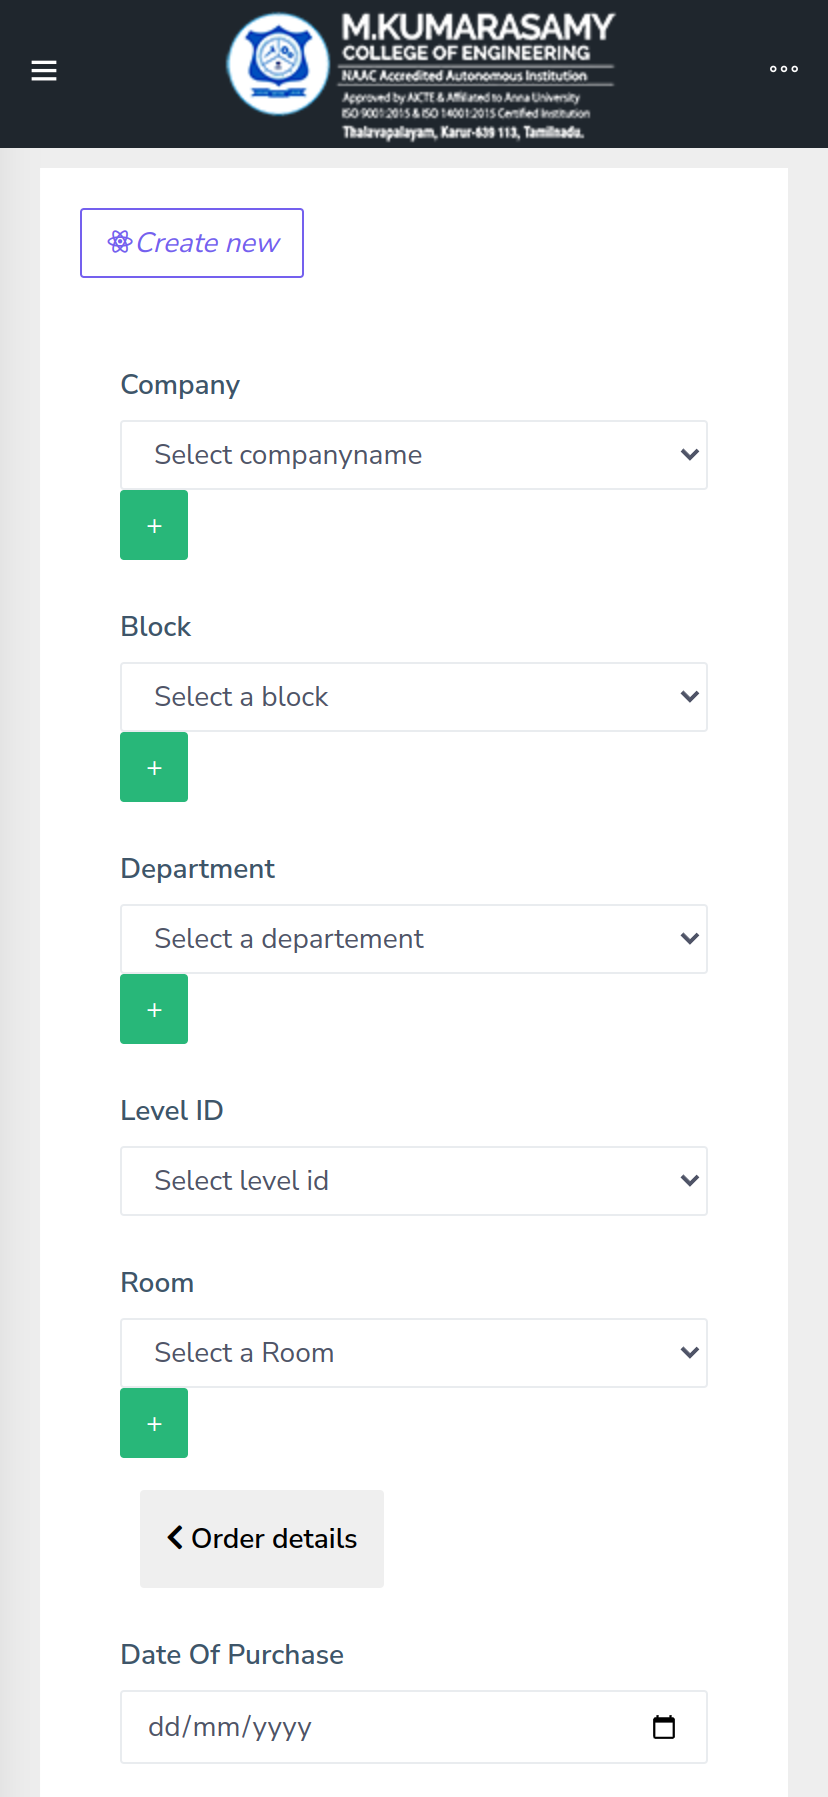 M.KUMARASAMY
COLLEGE OF ENGINEERING
NAAC Accredited Autonomous Institution
Approved by AICTE & Affiliated to Anna University
ISO 9001:2015 & ISO 14001:2015 Certified Institution
Thalavapalayam, Karur-639 113, Tamilnadu.
Create new
Company
Select companyname
+
Block
Select a block
+
Department
Select a departement
+
Level ID
Select level id
Room
Select a Room
+
Order details
Date Of Purchase
dd/mm/yyyy